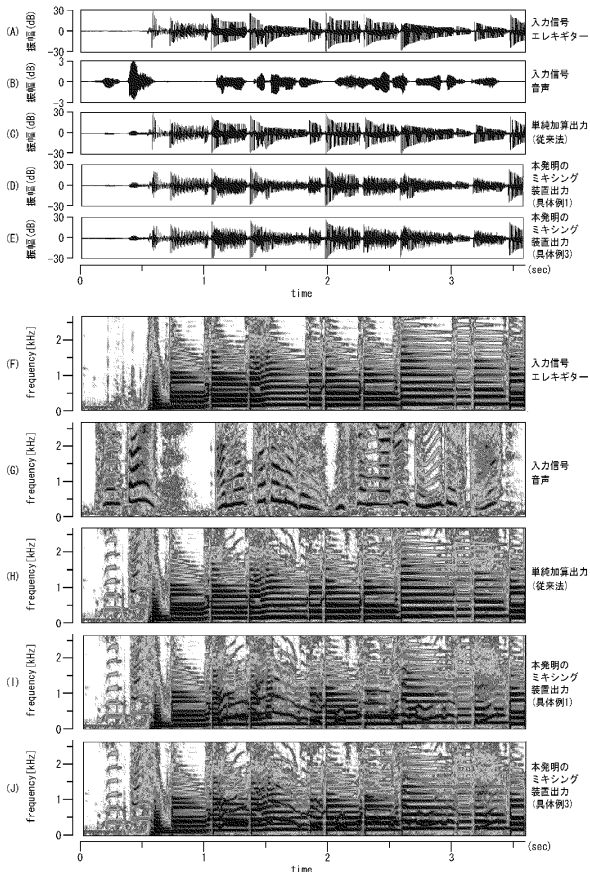 (A)
振幅(dB)
30
0
−30
入力信号
エレキギター
(B)
振幅(dB)
3
0
−3
入力信号
音声
(C)
振幅(dB)
30
0
−30
単純加算出力
(従来法)
(D)
振幅(dB)
30
0
−30
本発明の
ミキシング
装置出力
(具体例1)
(E)
振幅(dB)
30
0
−30
本発明の
ミキシング
装置出力
(具体例3)
0 1 2 3 (sec)
time
(F)
frequency[kHz]
2
1
0
入力信号
エレキギター
(G)
frequency[kHz]
2
1
0
入力信号
音声
(H)
frequency[kHz]
2
1
0
単純加算出力
(従来法)
(I)
frequency[kHz]
2
1
0
本発明の
ミキシング
装置出力
(具体例1)
(J)
frequency[kHz]
2
1
0
本発明の
ミキシング
装置出力
(具体例3)
0 1 2 3 (sec)
time